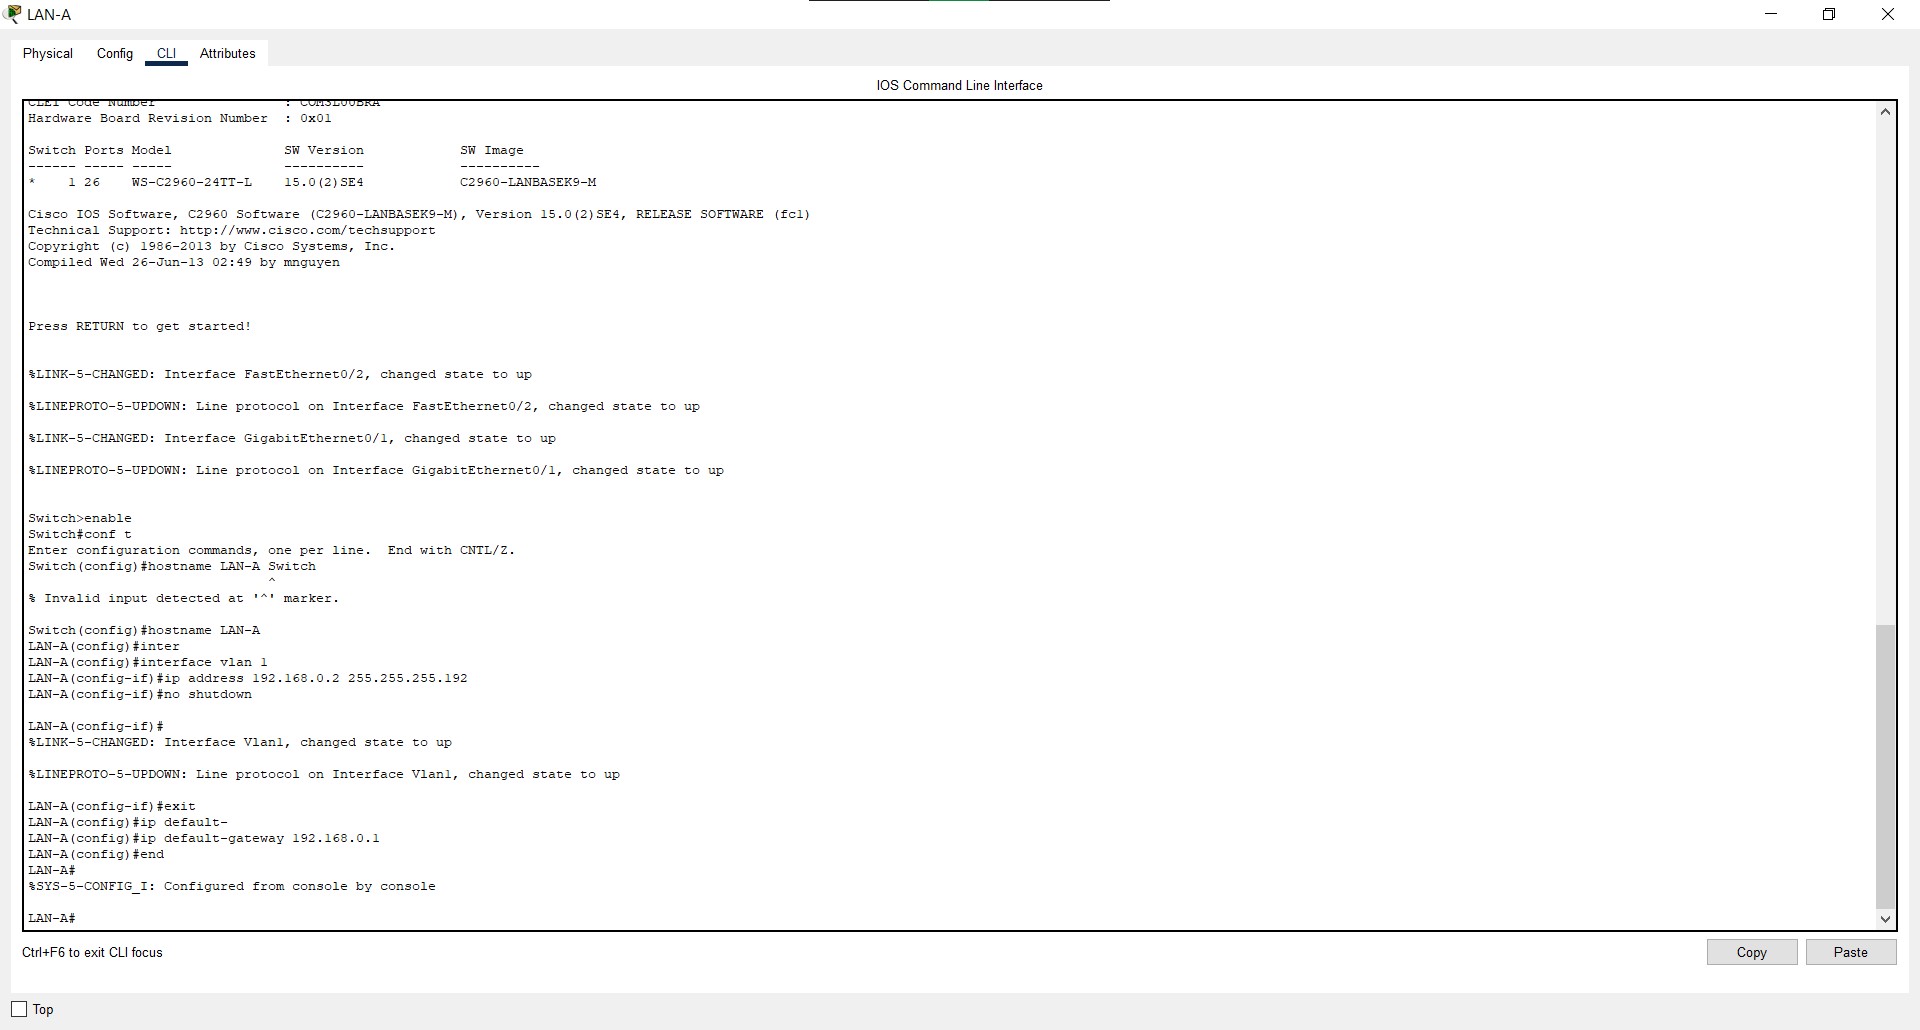 LAN-A
Physical Config CLI Attributes
IOS Command Line Interface
CLEI Code Number : COM3L00BRA
Hardware Board Revision Number : 0x01
Switch Ports Model SW Version SW Image
------ ----- ----- ---------- ----------
* 1 26 WS-C2960-24TT-L 15.0(2)SE4 C2960-LANBASEK9-M
Cisco IOS Software, C2960 Software (C2960-LANBASEK9-M), Version 15.0(2)SE4, RELEASE SOFTWARE (fc1)
Technical Support: http://www.cisco.com/techsupport
Copyright (c) 1986-2013 by Cisco Systems, Inc.
Compiled Wed 26-Jun-13 02:49 by mnguyen
Press RETURN to get started!
%LINK-5-CHANGED: Interface FastEthernet0/2, changed state to up
%LINEPROTO-5-UPDOWN: Line protocol on Interface FastEthernet0/2, changed state to up
%LINK-5-CHANGED: Interface GigabitEthernet0/1, changed state to up
%LINEPROTO-5-UPDOWN: Line protocol on Interface GigabitEthernet0/1, changed state to up
Switch>enable
Switch#conf t
Enter configuration commands, one per line. End with CNTL/Z.
Switch(config)#hostname LAN-A Switch
^
% Invalid input detected at '^' marker.
Switch(config)#hostname LAN-A
LAN-A(config)#inter
LAN-A(config)#interface vlan 1
LAN-A(config-if)#ip address 192.168.0.2 255.255.255.192
LAN-A(config-if)#no shutdown
LAN-A(config-if)#
%LINK-5-CHANGED: Interface Vlan1, changed state to up
%LINEPROTO-5-UPDOWN: Line protocol on Interface Vlan1, changed state to up
LAN-A(config-if)#exit
LAN-A(config)#ip default-
LAN-A(config)#ip default-gateway 192.168.0.1
LAN-A(config)#end
LAN-A#
%SYS-5-CONFIG_I: Configured from console by console
LAN-A#
Ctrl+F6 to exit CLI focus
Copy Paste
Top